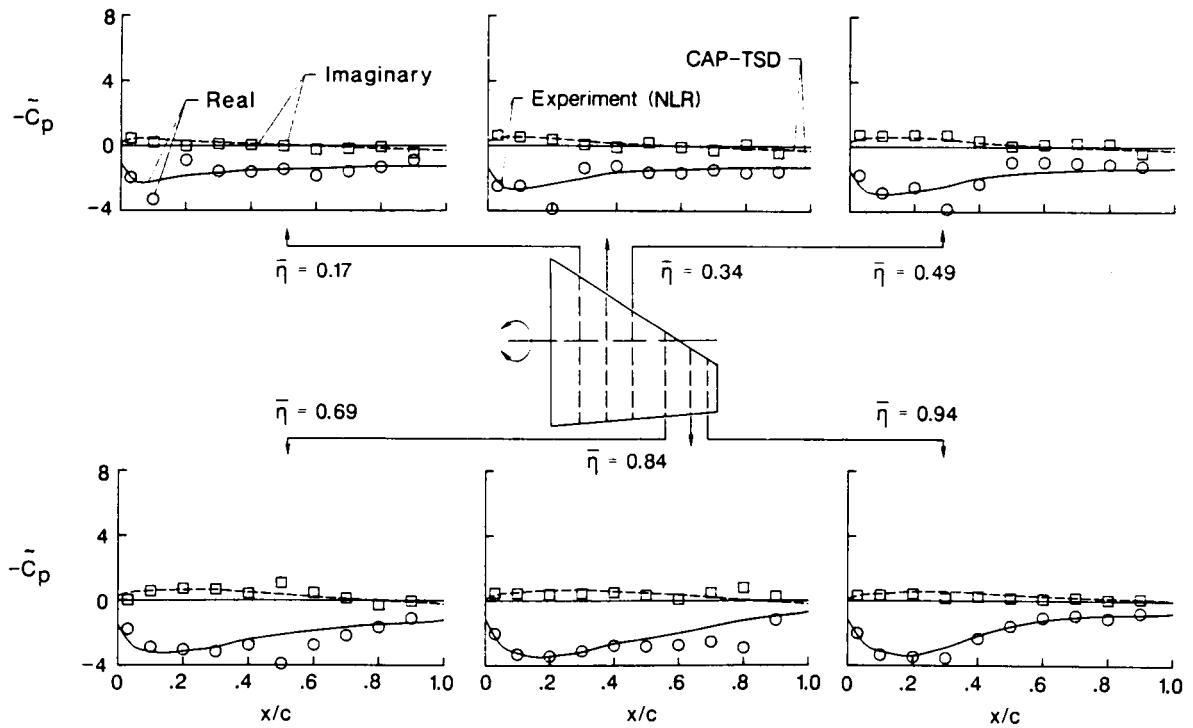 8
4
0
-4
-C̃p
Real
Imaginary
Experiment (NLR)
CAP-TSD
η̄ = 0.17
η̄ = 0.34
η̄ = 0.49
η̄ = 0.69
η̄ = 0.84
η̄ = 0.94
8
4
0
-4
-C̃p
0 .2 .4 .6 .8 1.0
0 .2 .4 .6 .8 1.0
0 .2 .4 .6 .8 1.0
x/c
x/c
x/c